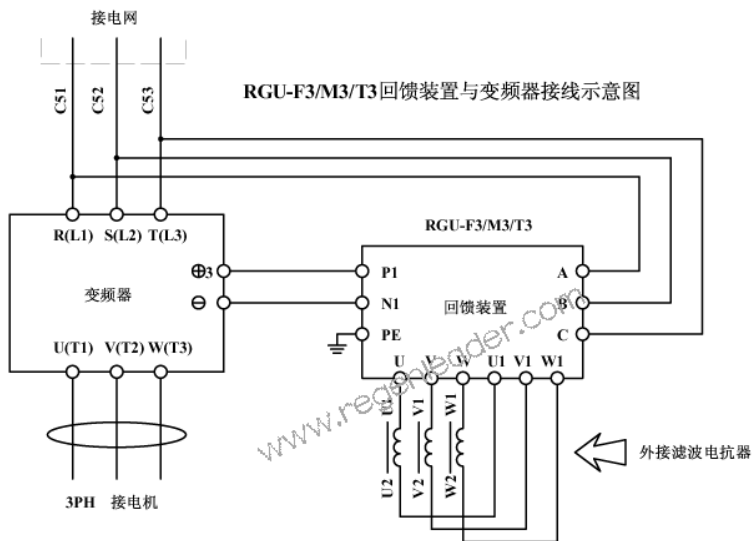 接电网
C51
C52
C53
RGU-F3/M3/T3回馈装置与变频器接线示意图
R(L1) S(L2) T(L3)
RGU-F3/M3/T3
⊕3
P1
A
变频器
⊖
N1
回馈装置
B
PE
C
U(T1) V(T2) W(T3)
U V W U1 V1 W1
U1 V1 W1
U2 V2 W2
外接滤波电抗器
3PH 接电机
www.regenleader.com